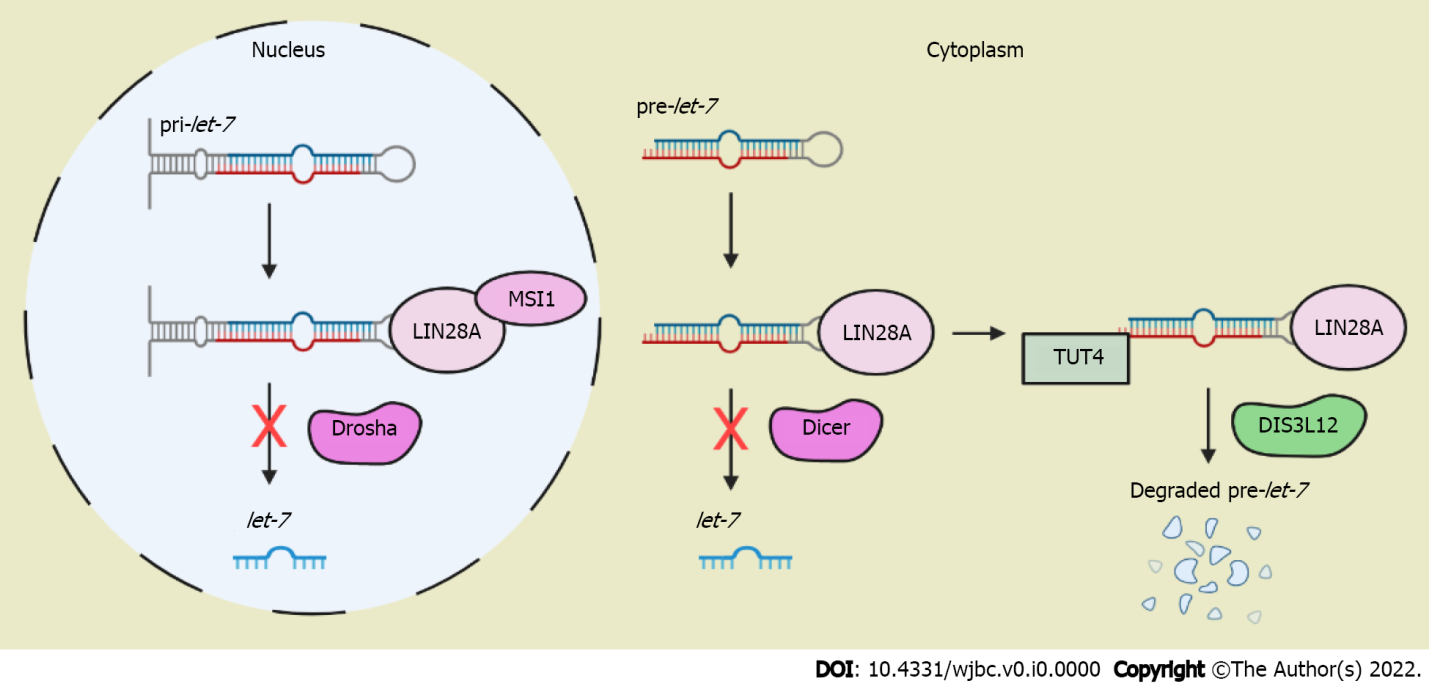 Nucleus
Cytoplasm
pri-let-7
pre-let-7
LIN28A
MSI1
LIN28A
TUT4
LIN28A
Drosha
Dicer
DIS3L12
let-7
let-7
Degraded pre-let-7
DOI: 10.4331/wjbc.v0.i0.0000 Copyright ©The Author(s) 2022.